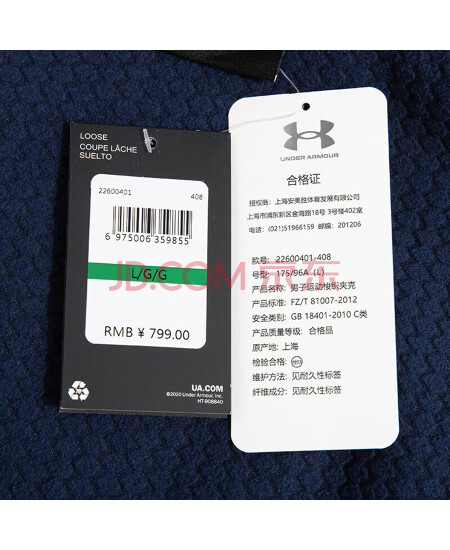 LOOSE
COUPE LÂCHE
SUELTO
22600401 408
6 975006 359855
L/G/G
RMB ¥ 799.00
UA.COM
©2020 Under Armour, Inc.
HT-908840
UNDER ARMOUR
合格证
授权商：上海安美胜体育发展有限公司
上海市浦东新区金海路18号 3号楼402室
电话：(021)51966159 邮编：201206
款号：22600401-408
号型：175/96A (L)
产品名称：男子运动梭织夹克
产品标准：FZ/T 81007-2012
安全类别：GB 18401-2010 C类
产品质量等级：合格品
原产地：上海
检验合格：
维护方法：见耐久性标签
纤维成分：见耐久性标签
JD.COM 京东